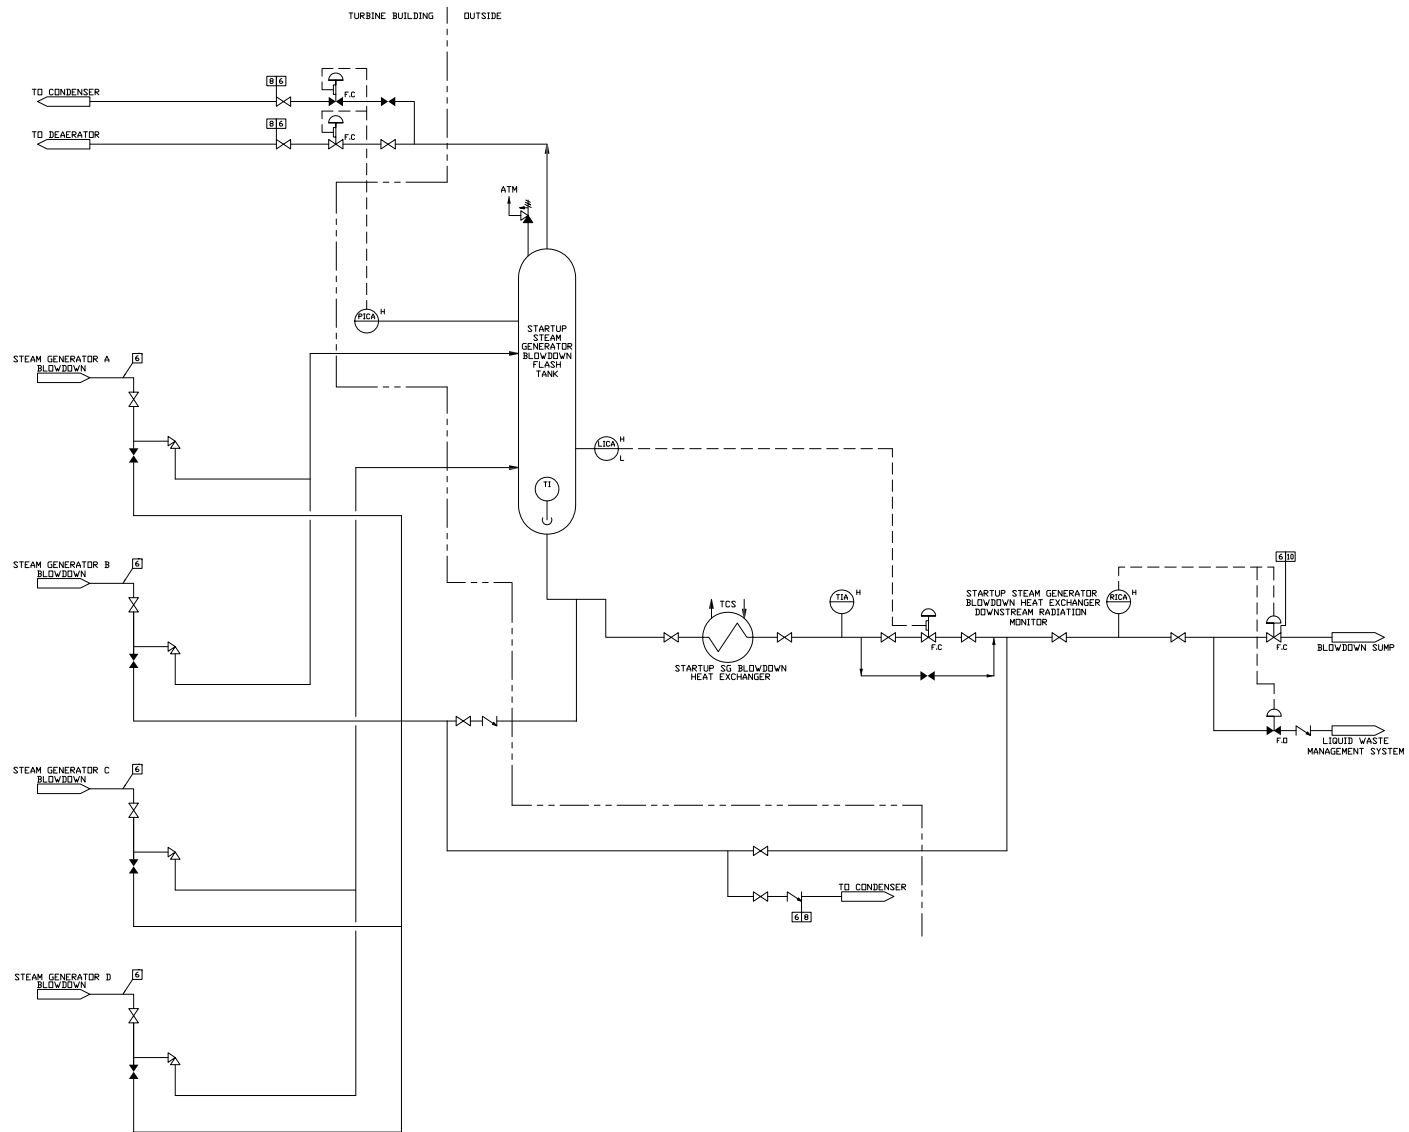 TURBINE BUILDING
OUTSIDE
8 6
TO CONDENSER
F.C
8 6
TO DEAERATOR
F.C
ATM
PICA H
STARTUP
STEAM
GENERATOR
BLOWDOWN
FLASH
TANK
STEAM GENERATOR A
BLOWDOWN
6
LICA H
L
TI
STEAM GENERATOR B
BLOWDOWN
6
6 10
TCS
TIA H
STARTUP STEAM GENERATOR
BLOWDOWN HEAT EXCHANGER
DOWNSTREAM RADIATION
MONITOR
RICA H
F.C
F.C
BLOWDOWN SUMP
STARTUP SG BLOWDOWN
HEAT EXCHANGER
F.O
LIQUID WASTE
MANAGEMENT SYSTEM
STEAM GENERATOR C
BLOWDOWN
6
TO CONDENSER
6 8
STEAM GENERATOR D
BLOWDOWN
6